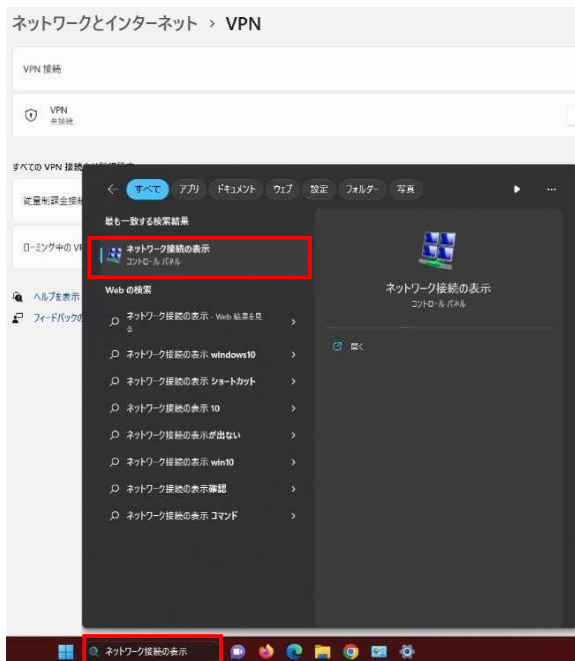 ネットワークとインターネット › VPN
VPN 接続
VPN
未接続
すべての VPN 接続
従量制課金接続
ローミング中の VP
ヘルプを表示
フィードバックの
すべて アプリ ドキュメント ウェブ 設定 フォルダー 写真
最も一致する検索結果
ネットワーク接続の表示
コントロール パネル
Web の検索
ネットワーク接続の表示 - Web 結果を見
る
ネットワーク接続の表示 windows10
ネットワーク接続の表示 ショートカット
ネットワーク接続の表示 10
ネットワーク接続の表示が出ない
ネットワーク接続の表示 win10
ネットワーク接続の表示確認
ネットワーク接続の表示 コマンド
ネットワーク接続の表示
コントロール パネル
開く
ネットワーク接続の表示